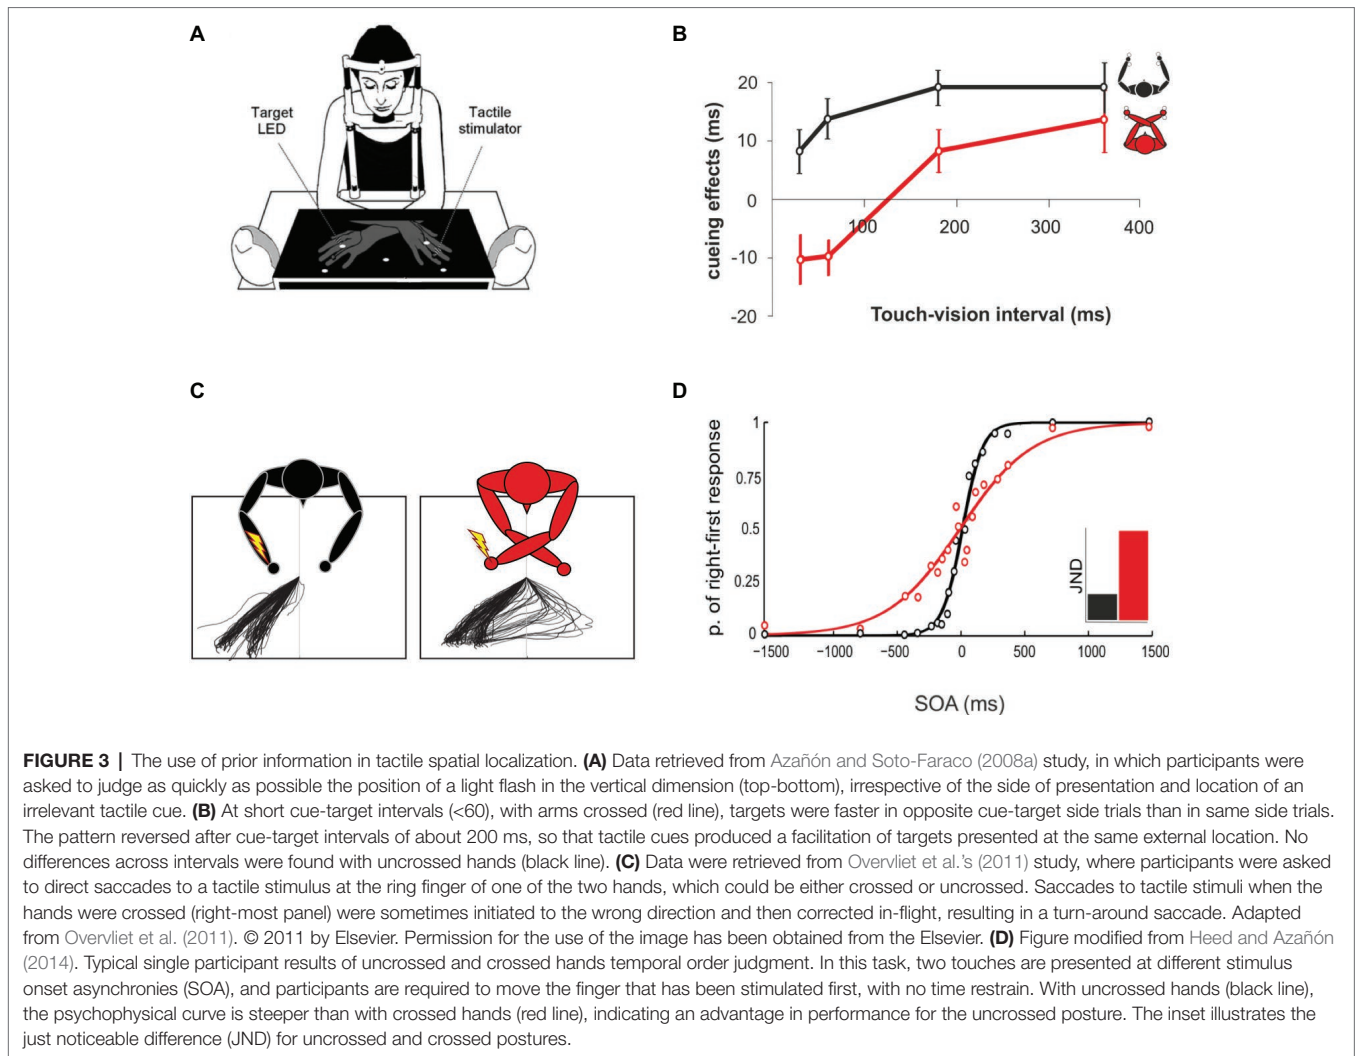 A
Target
LED
Tactile
stimulator
B
20
10
0
-10
-20
100
200
300
400
cueing effects (ms)
Touch-vision interval (ms)
C
D
1
0.75
0.5
0.25
0
p. of right-first response
−1500
−1000
−500
0
500
1000
1500
SOA (ms)
JND
FIGURE 3 | The use of prior information in tactile spatial localization. (A) Data retrieved from Azañón and Soto-Faraco (2008a) study, in which participants were
asked to judge as quickly as possible the position of a light flash in the vertical dimension (top-bottom), irrespective of the side of presentation and location of an
irrelevant tactile cue. (B) At short cue-target intervals (<60), with arms crossed (red line), targets were faster in opposite cue-target side trials than in same side trials.
The pattern reversed after cue-target intervals of about 200 ms, so that tactile cues produced a facilitation of targets presented at the same external location. No
differences across intervals were found with uncrossed hands (black line). (C) Data were retrieved from Overvliet et al.'s (2011) study, where participants were asked
to direct saccades to a tactile stimulus at the ring finger of one of the two hands, which could be either crossed or uncrossed. Saccades to tactile stimuli when the
hands were crossed (right-most panel) were sometimes initiated to the wrong direction and then corrected in-flight, resulting in a turn-around saccade. Adapted
from Overvliet et al. (2011). © 2011 by Elsevier. Permission for the use of the image has been obtained from the Elsevier. (D) Figure modified from Heed and Azañón
(2014). Typical single participant results of uncrossed and crossed hands temporal order judgment. In this task, two touches are presented at different stimulus
onset asynchronies (SOA), and participants are required to move the finger that has been stimulated first, with no time restrain. With uncrossed hands (black line),
the psychophysical curve is steeper than with crossed hands (red line), indicating an advantage in performance for the uncrossed posture. The inset illustrates the
just noticeable difference (JND) for uncrossed and crossed postures.